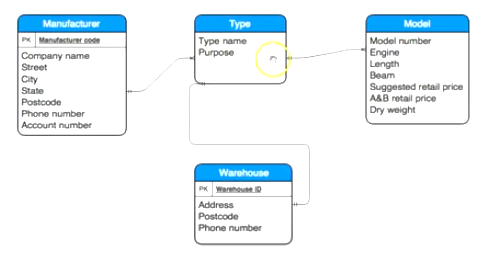 Manufacturer
PK Manufacturer code
Company name
Street
City
State
Postcode
Phone number
Account number
Type
Type name
Purpose
Model
Model number
Engine
Length
Beam
Suggested retail price
A&B retail price
Dry weight
Warehouse
PK Warehouse ID
Address
Postcode
Phone number